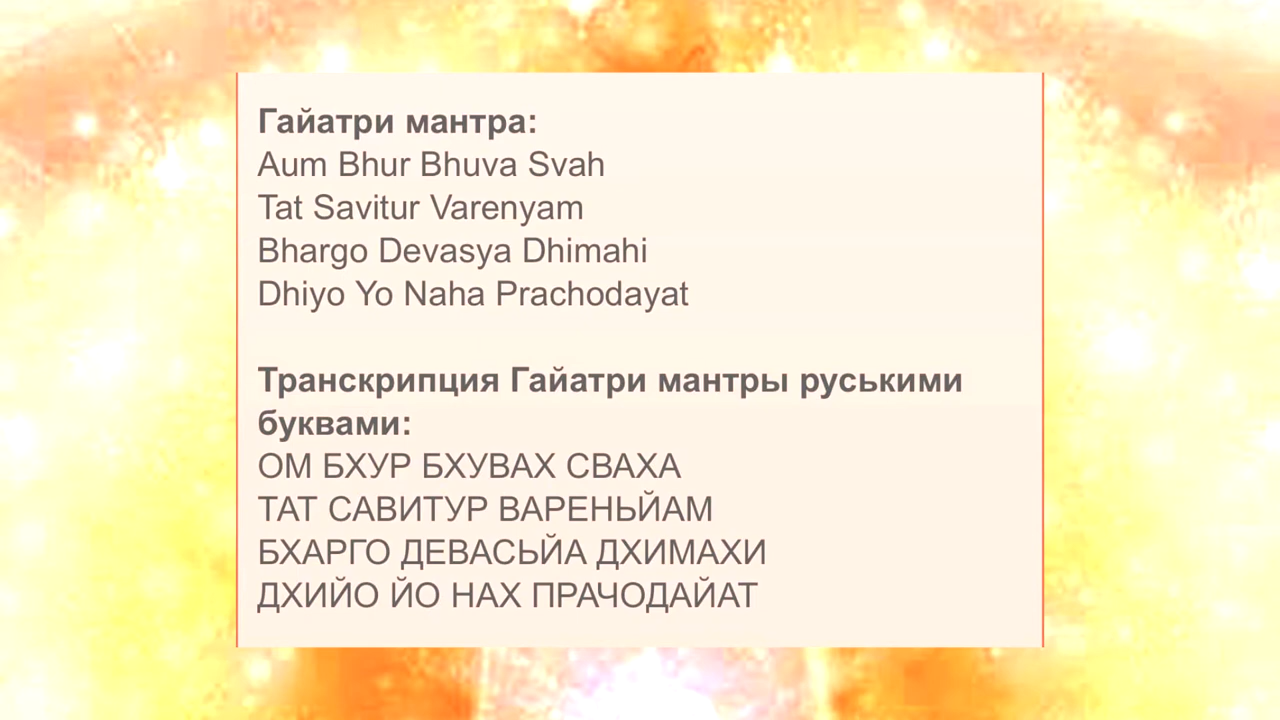 Гайатри мантра:
Aum Bhur Bhuva Svah
Tat Savitur Varenyam
Bhargo Devasya Dhimahi
Dhiyo Yo Naha Prachodayat
Транскрипция Гайатри мантры руськими
буквами:
ОМ БХУР БХУВАХ СВАХА
ТАТ САВИТУР ВАРЕНЬЙАМ
БХАРГО ДЕВАСЬЙА ДХИМАХИ
ДХИЙО ЙО НАХ ПРАЧОДАЙАТ